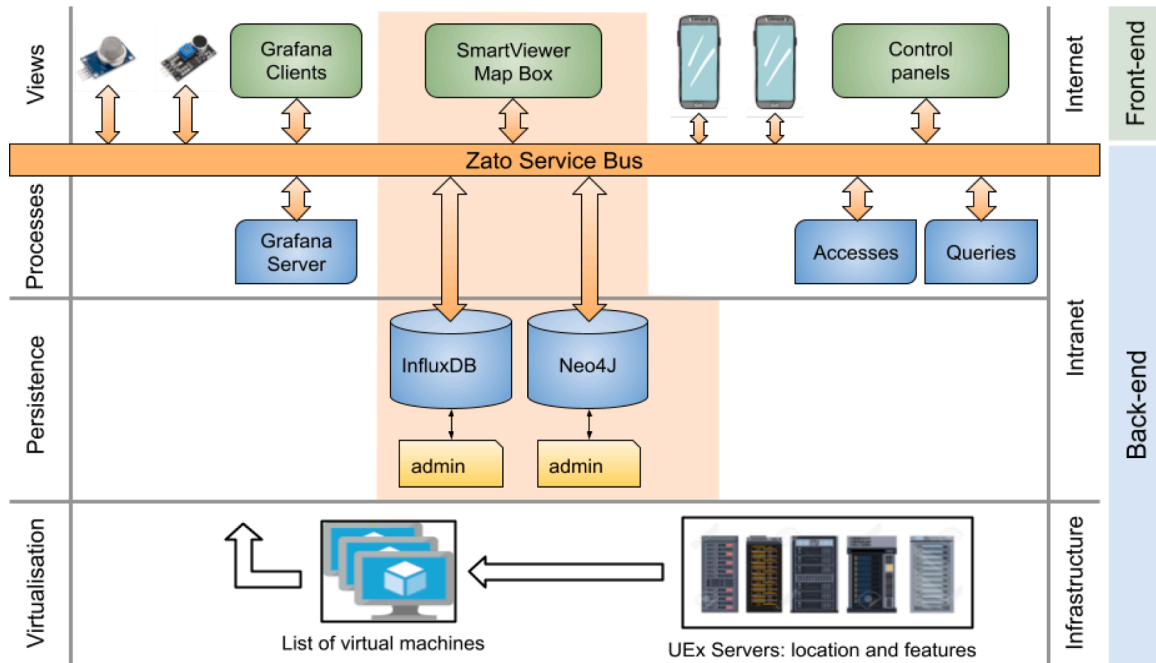 Views
Grafana
Clients
SmartViewer
Map Box
Control
panels
Internet
Front-end
Zato Service Bus
Processes
Grafana
Server
Accesses
Queries
Intranet
Back-end
Persistence
InfluxDB
Neo4J
admin
admin
Virtualisation
List of virtual machines
UEx Servers: location and features
Infrastructure